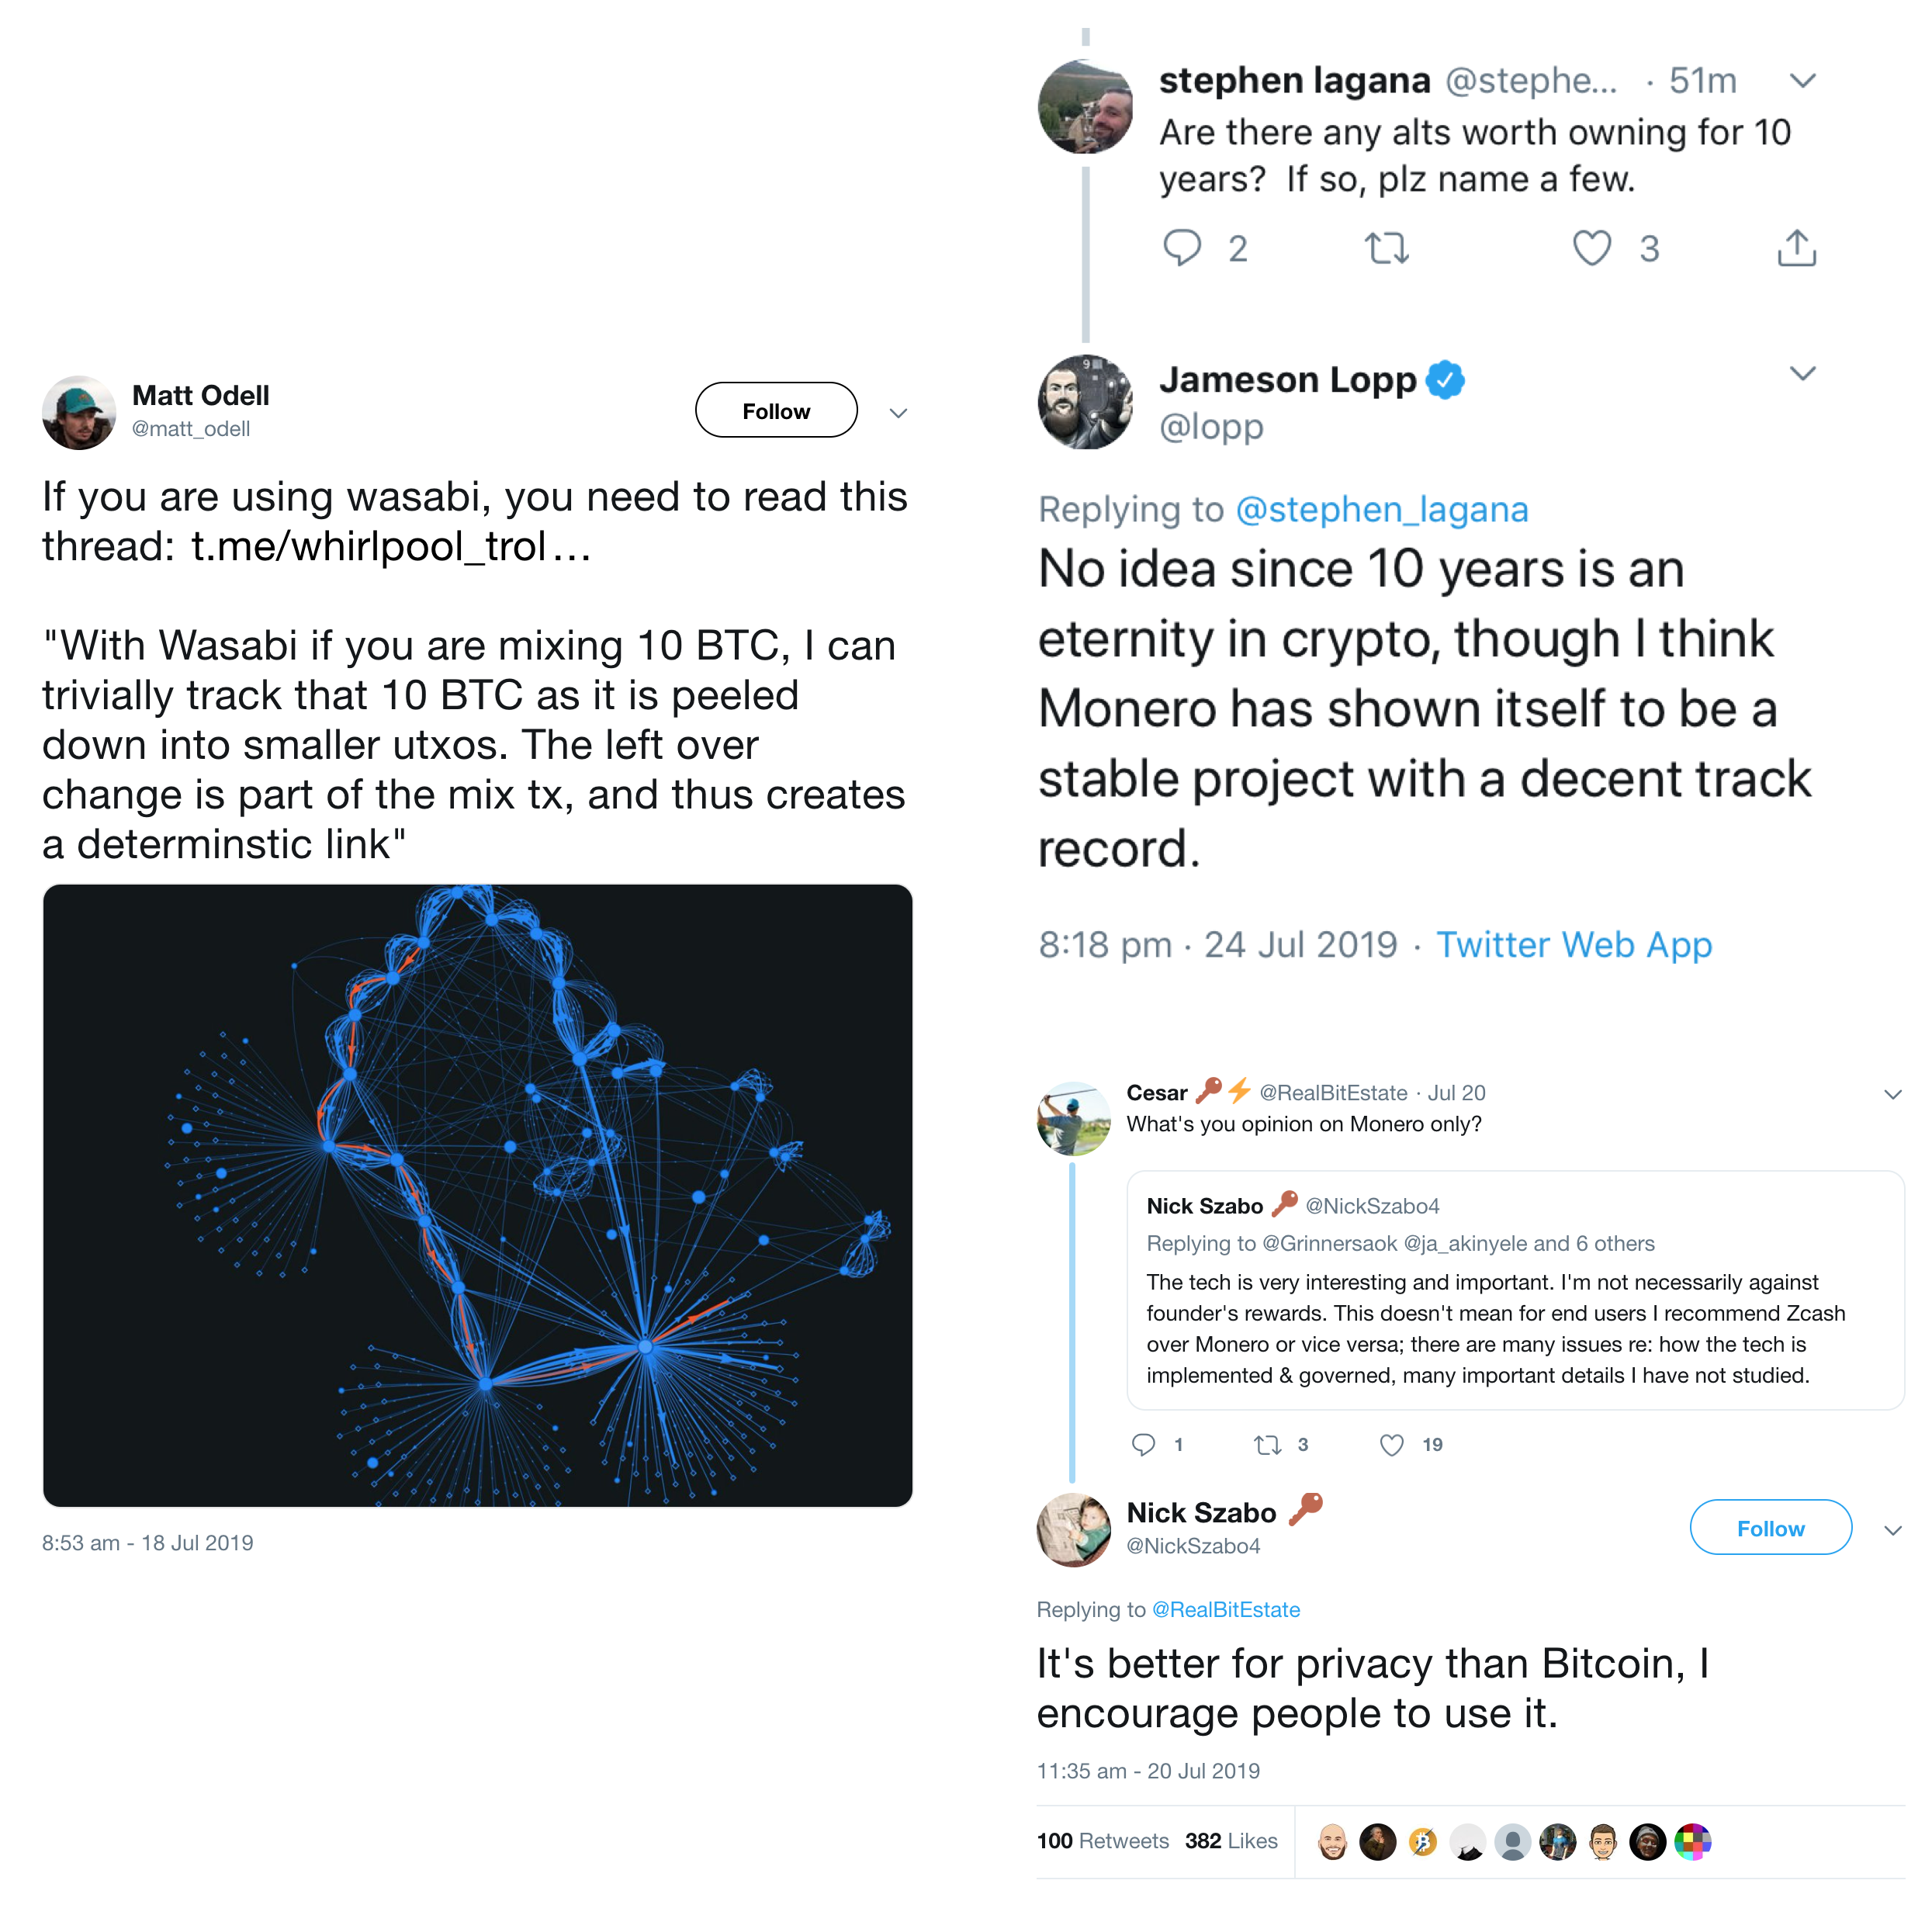 Matt Odell
@matt_odell
Follow
If you are using wasabi, you need to read this
thread: t.me/whirlpool_trol…
"With Wasabi if you are mixing 10 BTC, I can
trivially track that 10 BTC as it is peeled
down into smaller utxos. The left over
change is part of the mix tx, and thus creates
a determinstic link"
8:53 am - 18 Jul 2019
stephen lagana @stephe... · 51m
Are there any alts worth owning for 10
years? If so, plz name a few.
2 3
Jameson Lopp
@lopp
Replying to @stephen_lagana
No idea since 10 years is an
eternity in crypto, though I think
Monero has shown itself to be a
stable project with a decent track
record.
8:18 pm · 24 Jul 2019 · Twitter Web App
Cesar @RealBitEstate · Jul 20
What's you opinion on Monero only?
Nick Szabo @NickSzabo4
Replying to @Grinnersaok @ja_akinyele and 6 others
The tech is very interesting and important. I'm not necessarily against
founder's rewards. This doesn't mean for end users I recommend Zcash
over Monero or vice versa; there are many issues re: how the tech is
implemented & governed, many important details I have not studied.
1 3 19
Nick Szabo
@NickSzabo4
Follow
Replying to @RealBitEstate
It's better for privacy than Bitcoin, I
encourage people to use it.
11:35 am - 20 Jul 2019
100 Retweets 382 Likes